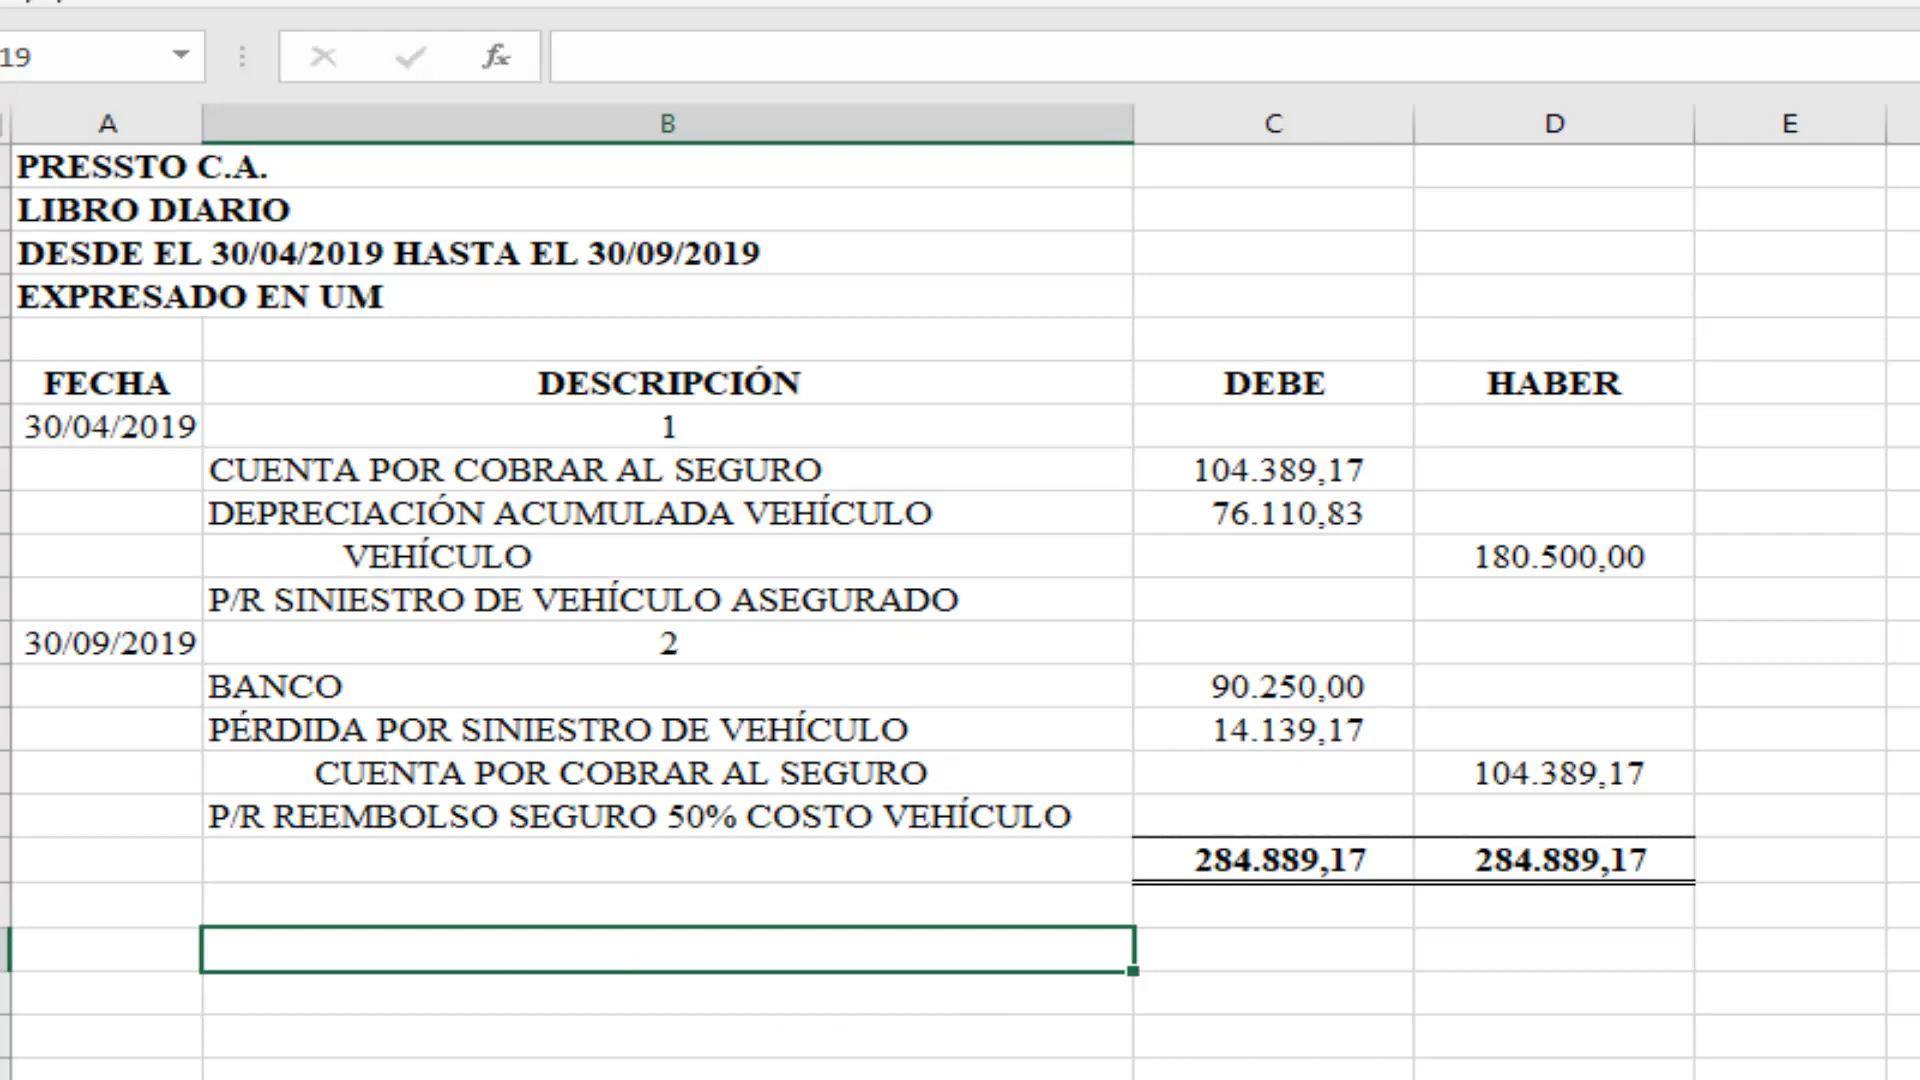 19
fx
A B C D E
PRESSTO C.A.
LIBRO DIARIO
DESDE EL 30/04/2019 HASTA EL 30/09/2019
EXPRESADO EN UM
FECHA DESCRIPCIÓN DEBE HABER
30/04/2019 1
CUENTA POR COBRAR AL SEGURO 104.389,17
DEPRECIACIÓN ACUMULADA VEHÍCULO 76.110,83
VEHÍCULO 180.500,00
P/R SINIESTRO DE VEHÍCULO ASEGURADO
30/09/2019 2
BANCO 90.250,00
PÉRDIDA POR SINIESTRO DE VEHÍCULO 14.139,17
CUENTA POR COBRAR AL SEGURO 104.389,17
P/R REEMBOLSO SEGURO 50% COSTO VEHÍCULO
284.889,17 284.889,17